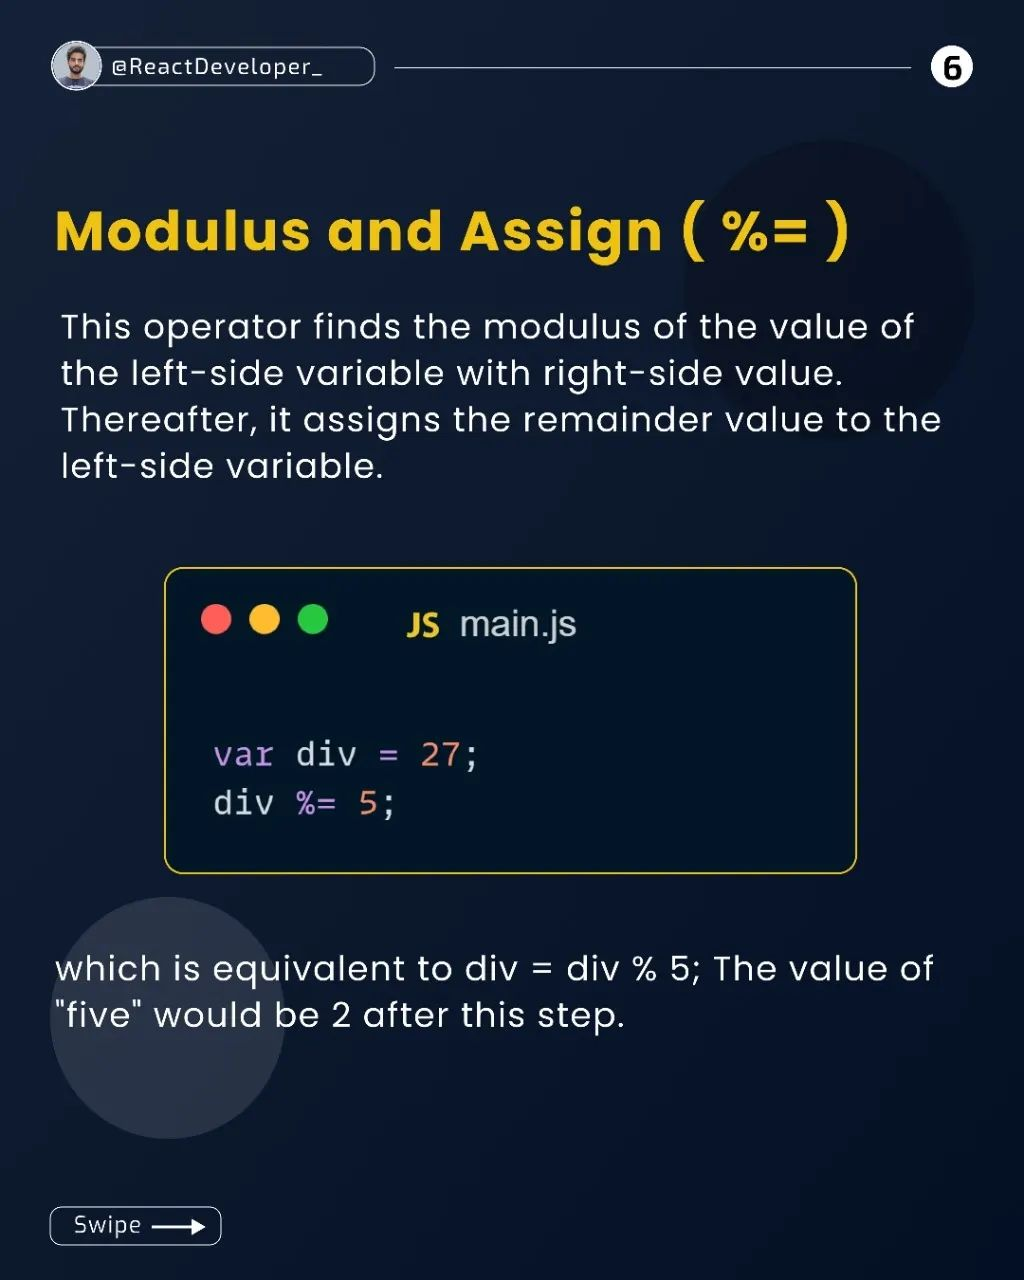 @ReactDeveloper_
6
Modulus and Assign ( %= )
This operator finds the modulus of the value of
the left-side variable with right-side value.
Thereafter, it assigns the remainder value to the
left-side variable.
JS main.js
var div = 27;
div %= 5;
which is equivalent to div = div % 5; The value of
"five" would be 2 after this step.
Swipe